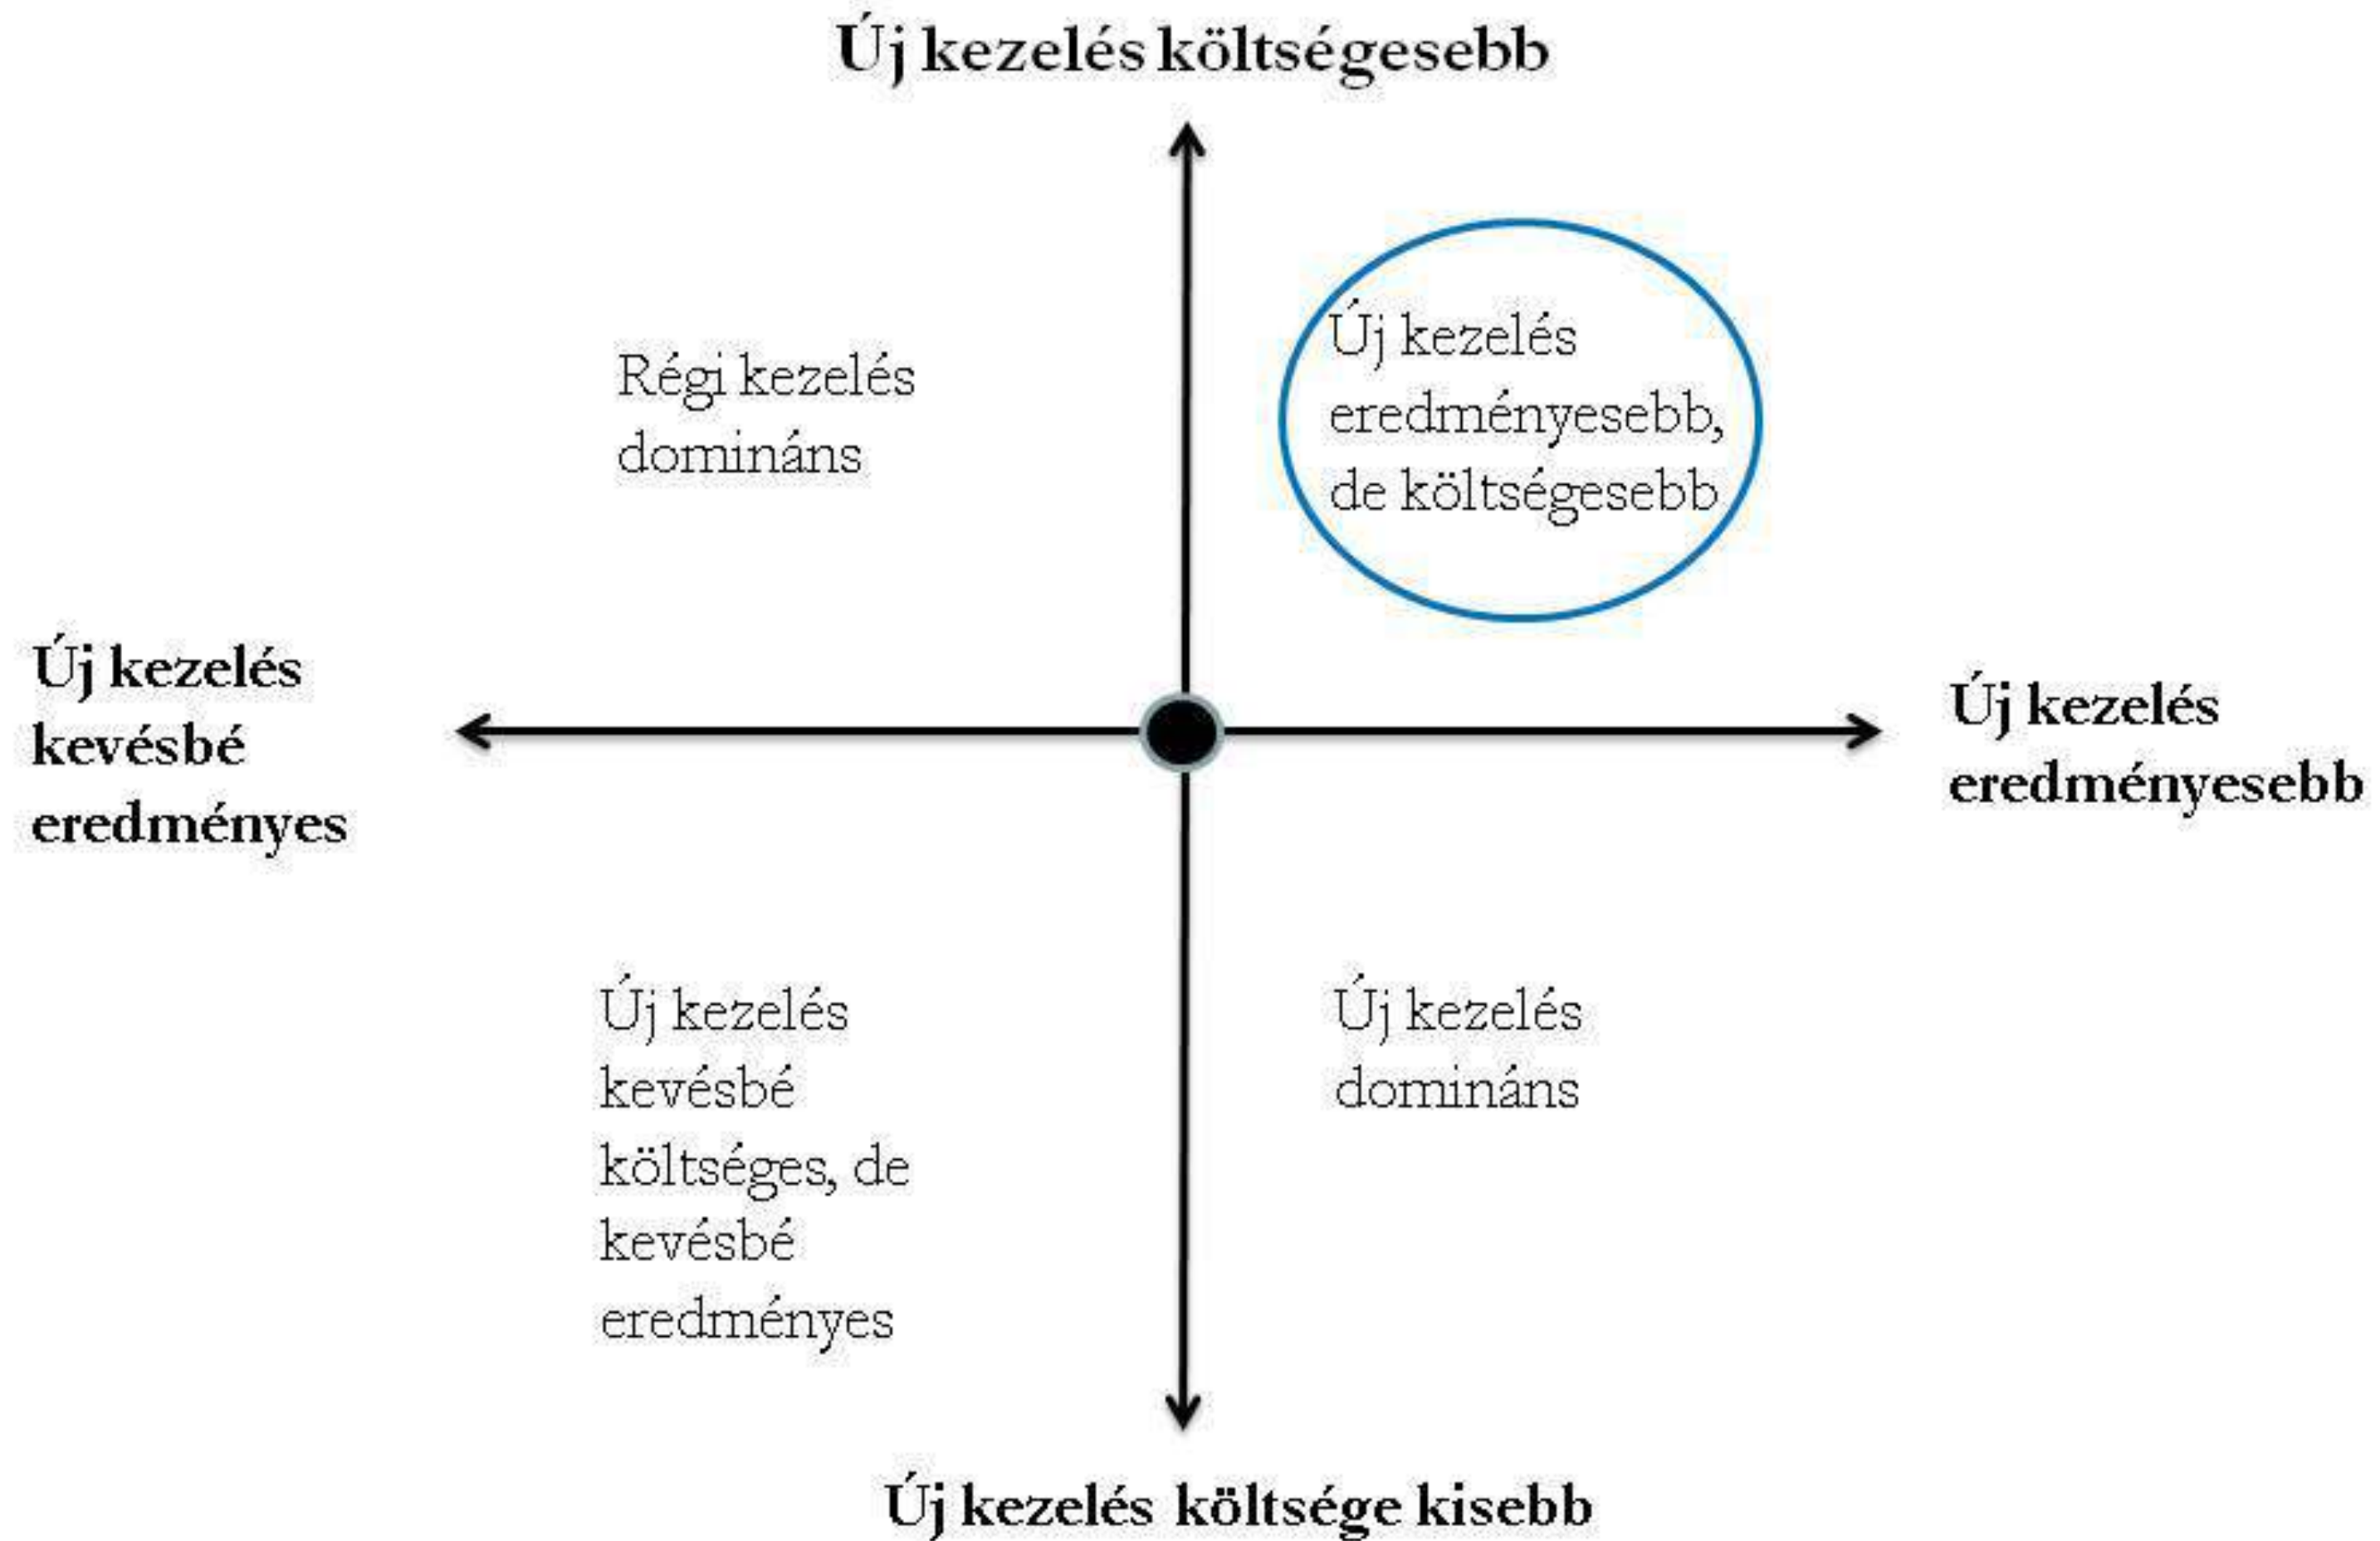 Új kezelés költségesebb
Régi kezelés
domináns
Új kezelés
eredményesebb,
de költségesebb
Új kezelés
kevésbé
eredményes
Új kezelés
eredményesebb
Új kezelés
kevésbé
költséges, de
kevésbé
eredményes
Új kezelés
domináns
Új kezelés költsége kisebb